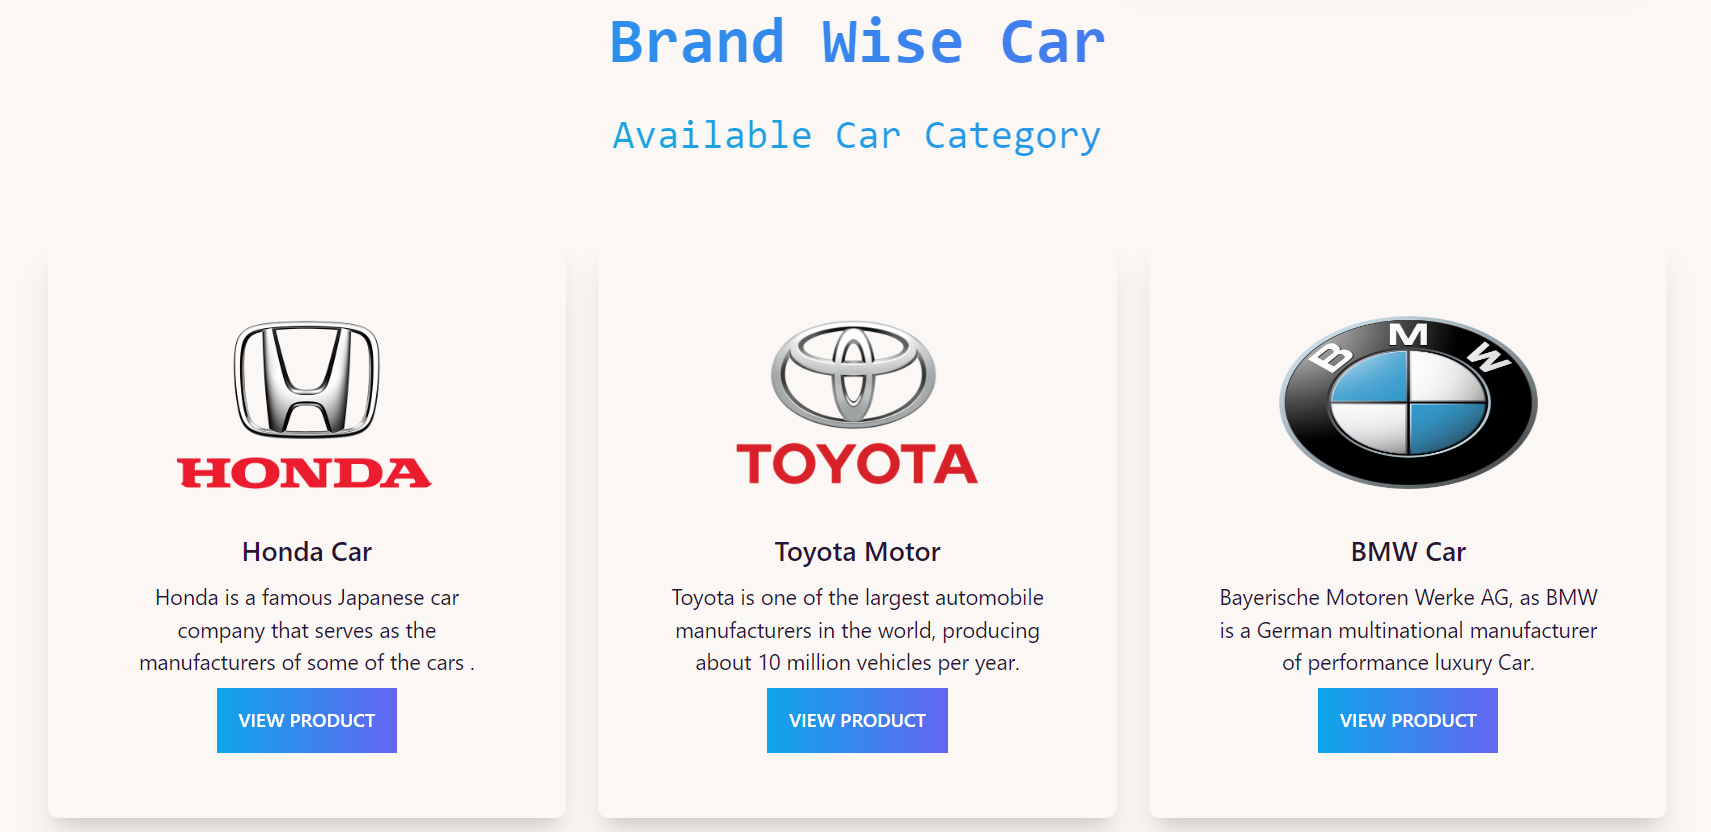 Brand Wise Car
Available Car Category
HONDA
Honda Car
Honda is a famous Japanese car
company that serves as the
manufacturers of some of the cars .
VIEW PRODUCT
TOYOTA
Toyota Motor
Toyota is one of the largest automobile
manufacturers in the world, producing
about 10 million vehicles per year.
VIEW PRODUCT
BMW
BMW Car
Bayerische Motoren Werke AG, as BMW
is a German multinational manufacturer
of performance luxury Car.
VIEW PRODUCT